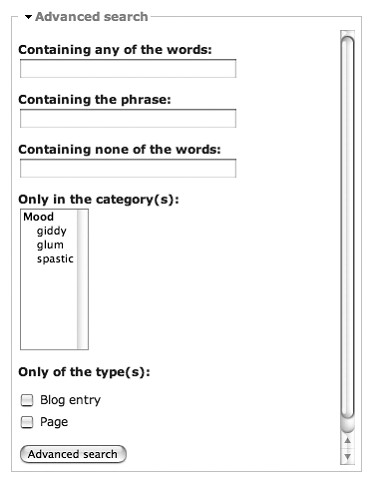 Advanced search
Containing any of the words:
Containing the phrase:
Containing none of the words:
Only in the category(s):
Mood
giddy
glum
spastic
Only of the type(s):
Blog entry
Page
Advanced search